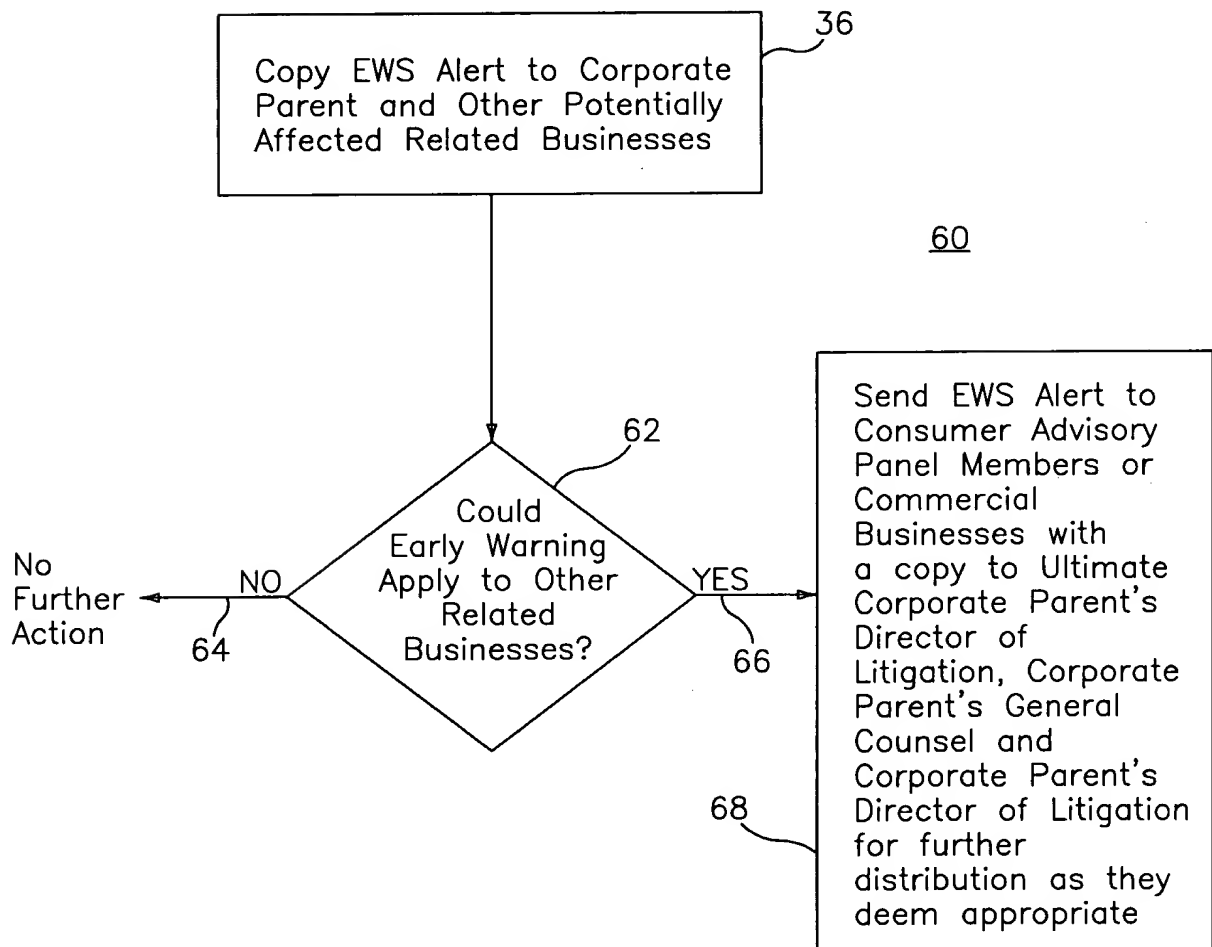 36
Copy EWS Alert to Corporate
Parent and Other Potentially
Affected Related Businesses
60
62
Could
Early Warning
Apply to Other
Related
Businesses?
NO
64
No
Further
Action
YES
66
Send EWS Alert to
Consumer Advisory
Panel Members or
Commercial
Businesses with
a copy to Ultimate
Corporate Parent's
Director of
Litigation, Corporate
Parent's General
Counsel and
Corporate Parent's
Director of Litigation
for further
distribution as they
deem appropriate
68